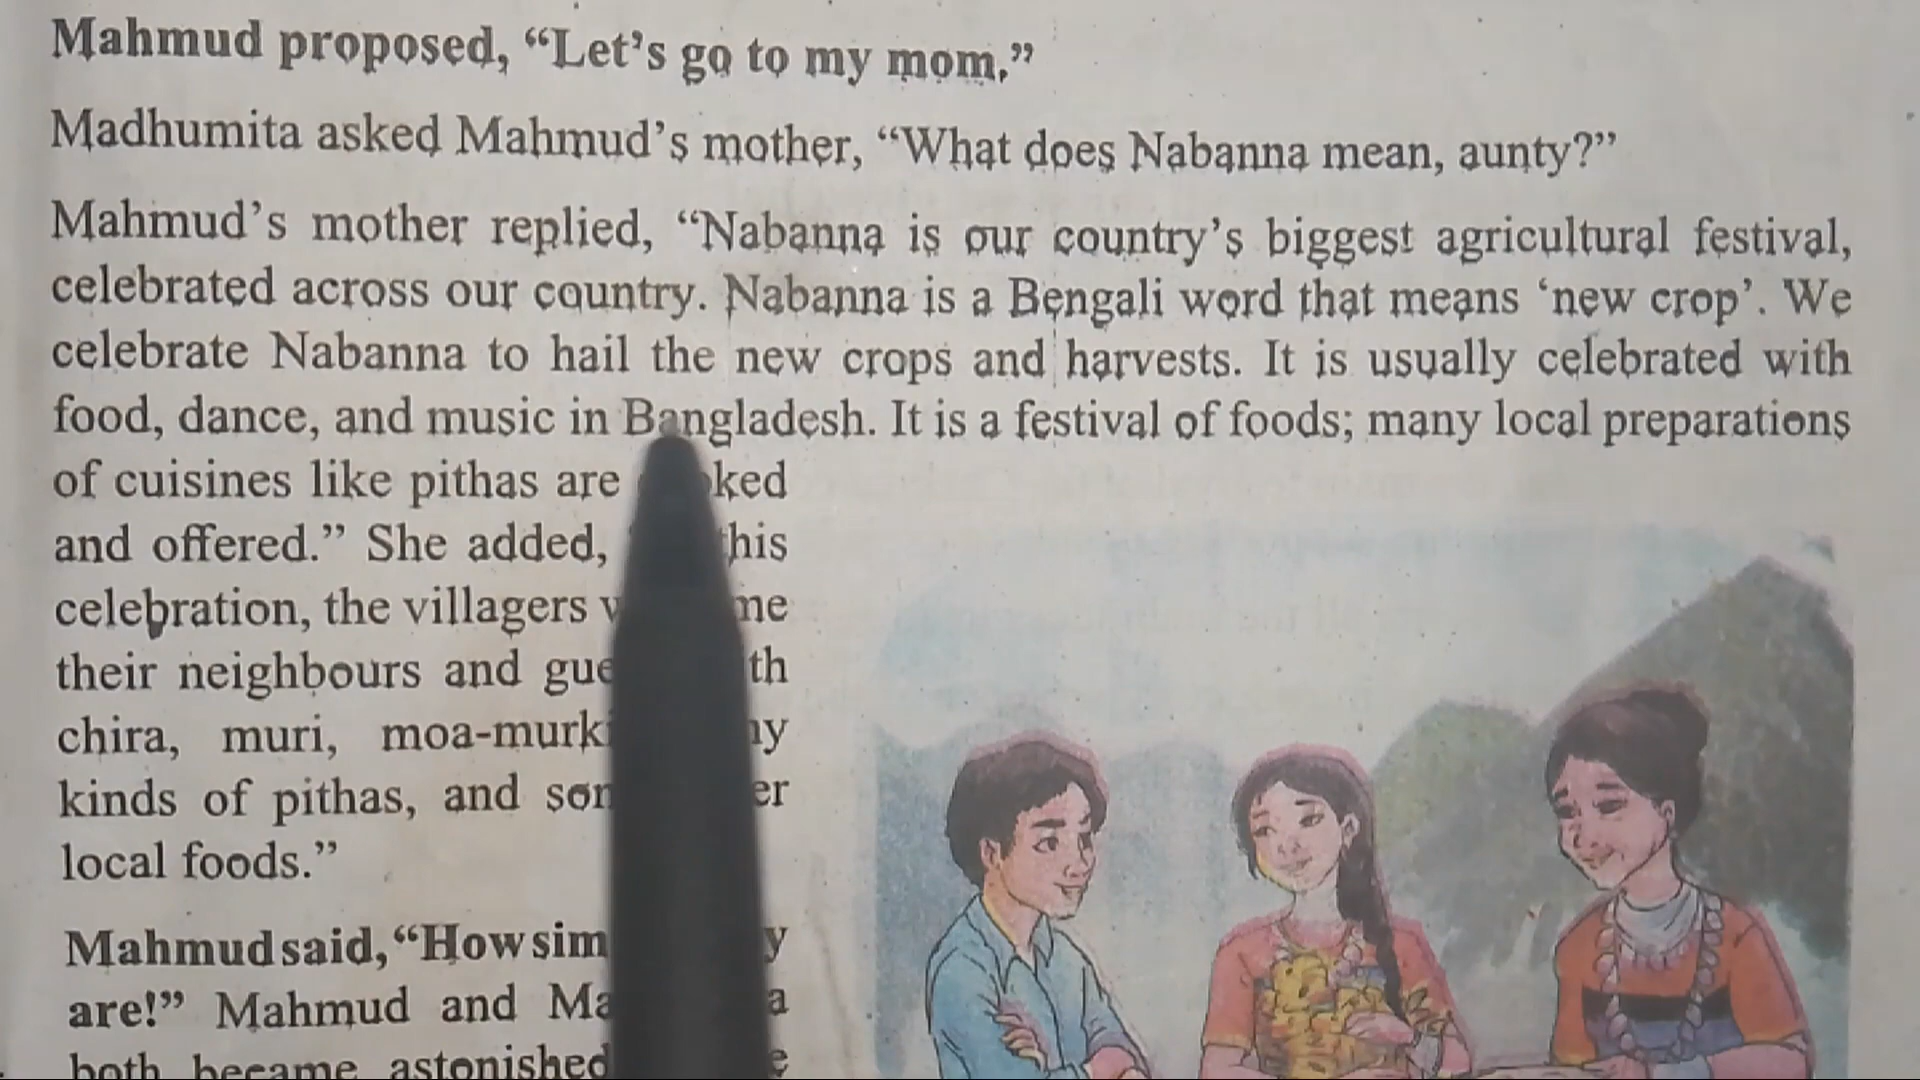 Mahmud proposed, “Let’s go to my mom.”
Madhumita asked Mahmud’s mother, “What does Nabanna mean, aunty?”
Mahmud’s mother replied, “Nabanna is our country’s biggest agricultural festival,
celebrated across our country. Nabanna is a Bengali word that means ‘new crop’. We
celebrate Nabanna to hail the new crops and harvests. It is usually celebrated with
food, dance, and music in Bangladesh. It is a festival of foods; many local preparations
of cuisines like pithas are
and offered.” She added,
celebration, the villagers
their neighbours and
chira, muri,
kinds of pithas, and
local foods.”
Mahmud said, “How
are!” Mahmud and
both became astonished